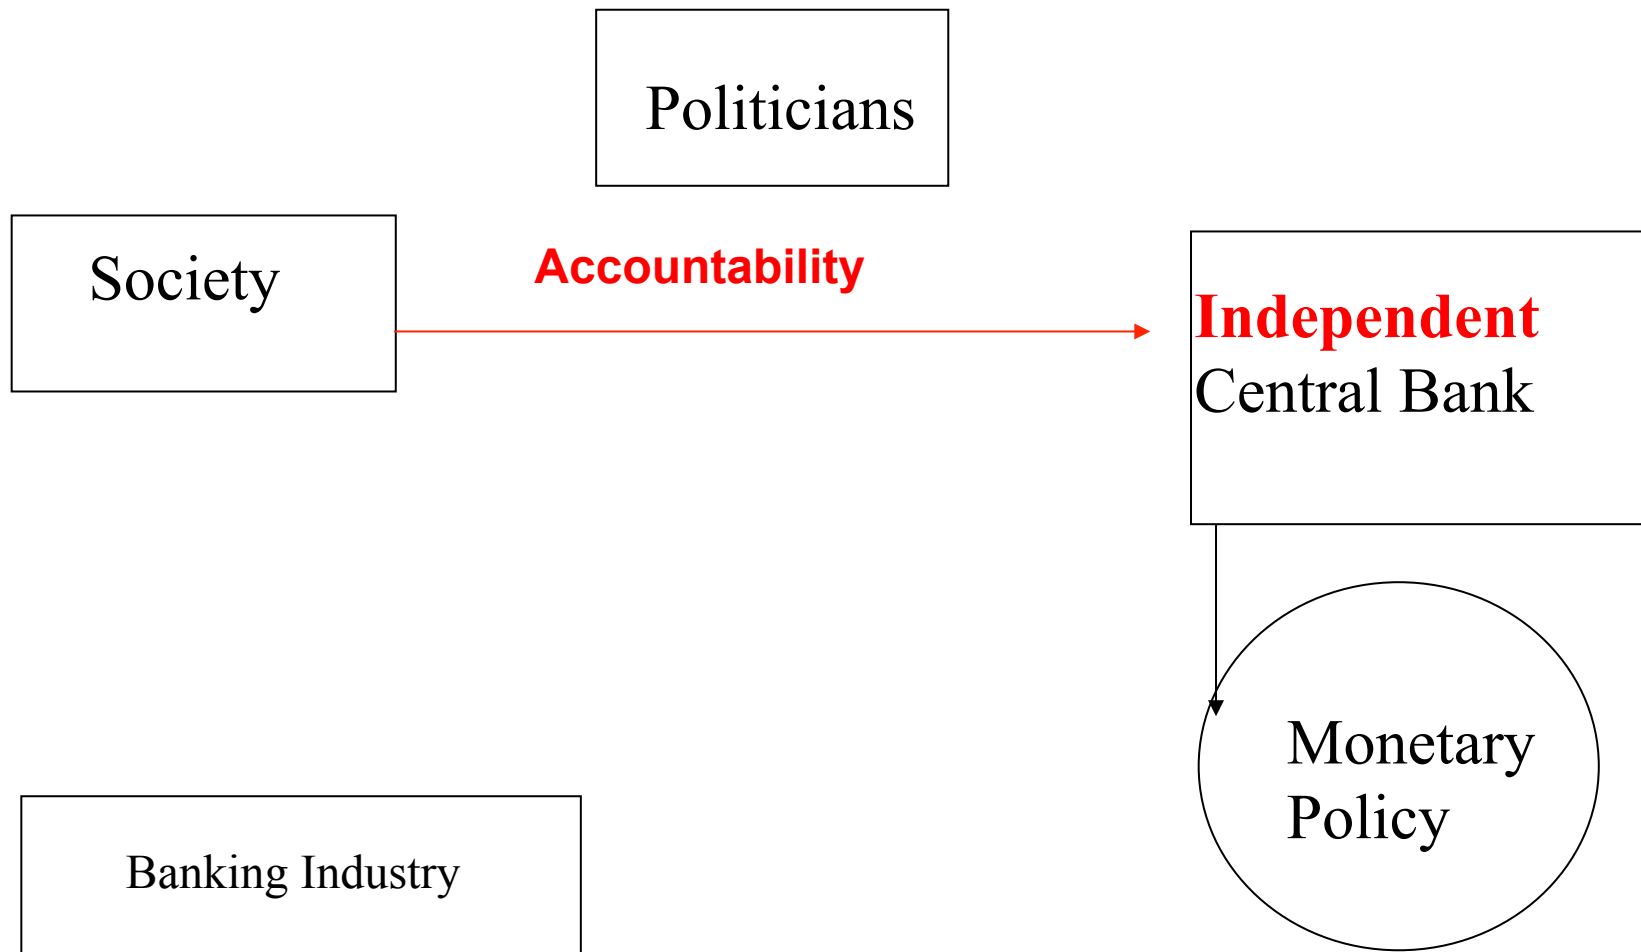 Politicians
Society
Accountability
Independent
Central Bank
Monetary
Policy
Banking Industry